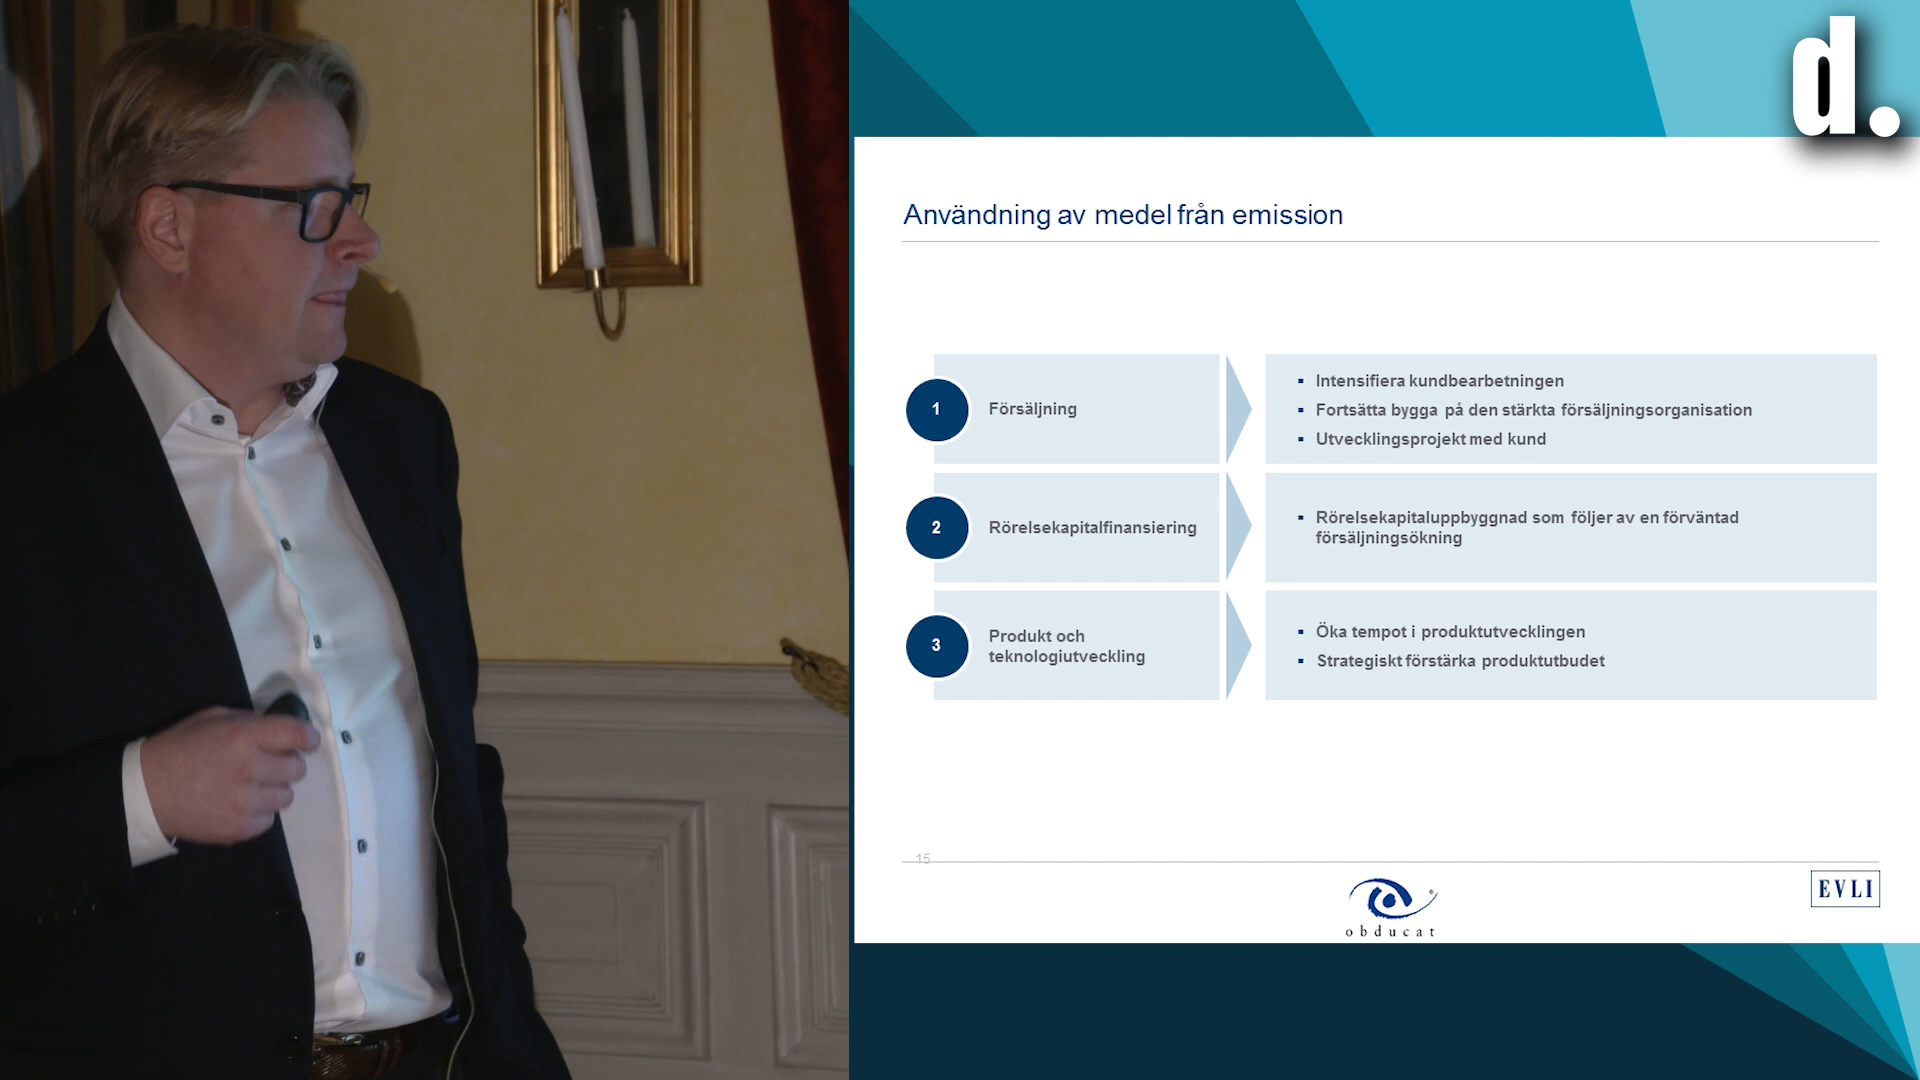 d.
Användning av medel från emission
1
Försäljning
▪ Intensifiera kundbearbetningen
▪ Fortsätta bygga på den stärkta försäljningsorganisation
▪ Utvecklingsprojekt med kund
2
Rörelsekapitalfinansiering
▪ Rörelsekapitaluppbyggnad som följer av en förväntad
försäljningsökning
3
Produkt och
teknologiutveckling
▪ Öka tempot i produktutvecklingen
▪ Strategiskt förstärka produktutbudet
15
obducat
EVLI